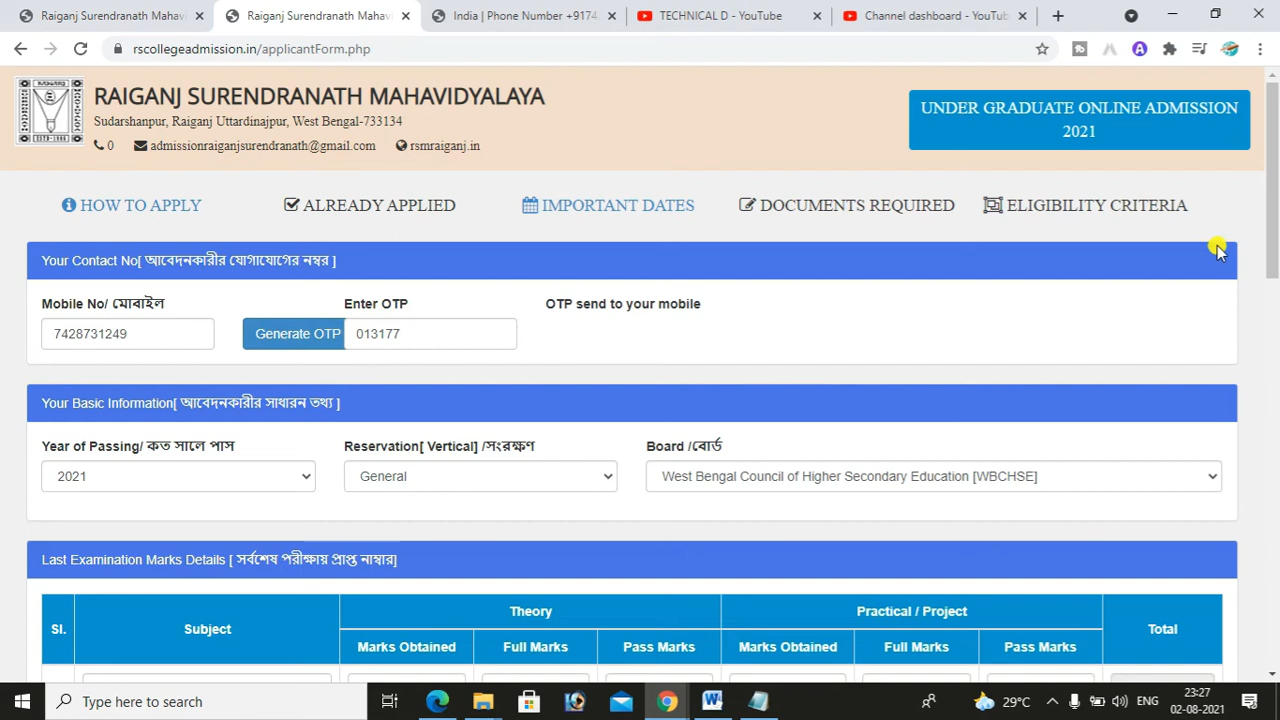 Raiganj Surendranath Mahavi
Raiganj Surendranath Mahavi
India | Phone Number +9174
TECHNICAL D - YouTube
Channel dashboard - YouTub
rscollegeadmission.in/applicantForm.php
RAIGANJ SURENDRANATH MAHAVIDYALAYA
Sudarshanpur, Raiganj Uttardinajpur, West Bengal-733134
0 admissionraiganjsurendranath@gmail.com rsmraiganj.in
UNDER GRADUATE ONLINE ADMISSION
2021
HOW TO APPLY ALREADY APPLIED IMPORTANT DATES DOCUMENTS REQUIRED ELIGIBILITY CRITERIA
Your Contact No[ আবেদনকারীর যোগাযোগের নম্বর ]
Mobile No/ মোবাইল Enter OTP OTP send to your mobile
7428731249 Generate OTP 013177
Your Basic Information[ আবেদনকারীর সাধারন তথ্য ]
Year of Passing/ কত সালে পাস Reservation[ Vertical] /সংরক্ষণ Board /বোর্ড
2021 General West Bengal Council of Higher Secondary Education [WBCHSE]
Last Examination Marks Details [ সর্বশেষ পরীক্ষায় প্রাপ্ত নাম্বার]
Theory Practical / Project
Sl. Subject Total
Marks Obtained Full Marks Pass Marks Marks Obtained Full Marks Pass Marks
Type here to search 29°C ENG
23:27
02-08-2021